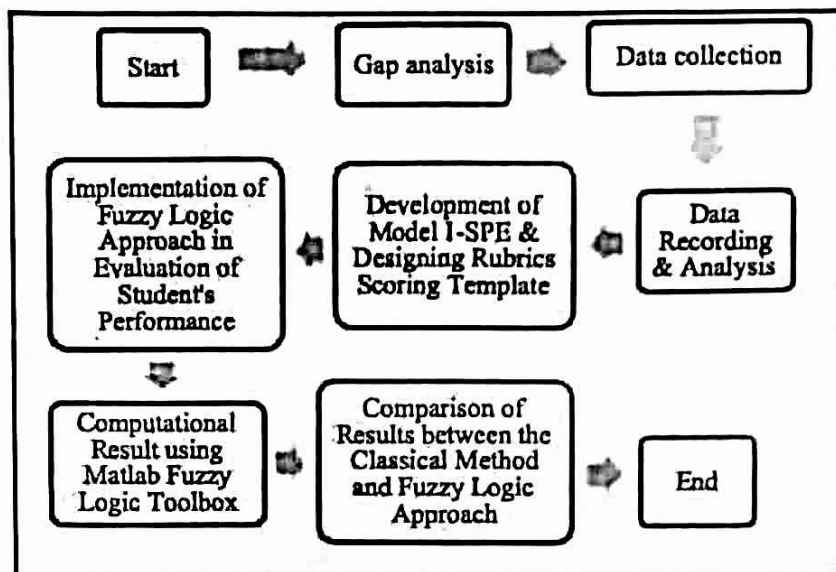 Start
Gap analysis
Data collection
Data
Recording
& Analysis
Development of
Model 1-SPE &
Designing Rubrics
Scoring Template
Implementation of
Fuzzy Logic
Approach in
Evaluation of
Student's
Performance
Computational
Result using
Matlab Fuzzy
Logic Toolbox
Comparison of
Results between the
Classical Method
and Fuzzy Logic
Approach
End